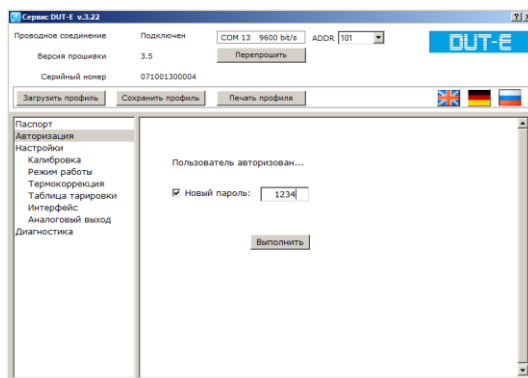 Сервис DUT-E v.3.22
Проводное соединение Подключен COM 13 9600 bit/s ADDR 101
DUT-E
Версия прошивки 3.5 Перепрошить
Серийный номер 071001300004
Загрузить профиль Сохранить профиль Печать профиля
Паспорт
Авторизация
Настройки
Калибровка
Режим работы
Термокоррекция
Таблица тарировки
Интерфейс
Аналоговый выход
Диагностика
Пользователь авторизован...
Новый пароль: 1234
Выполнить